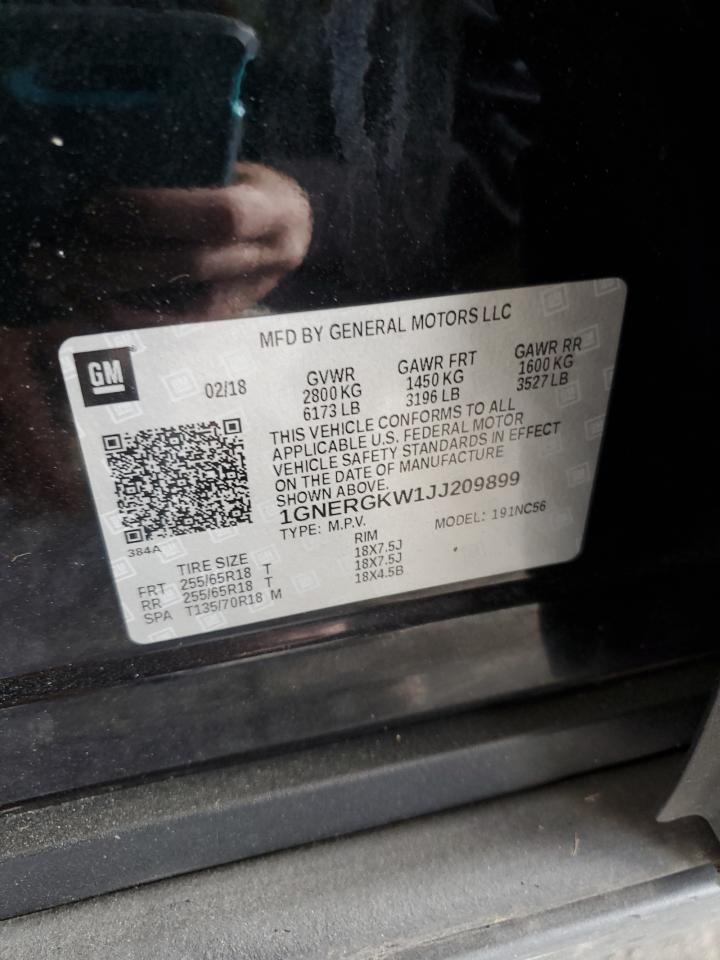 MFD BY GENERAL MOTORS LLC
GM
02/18
GVWR GAWR FRT GAWR RR
2800 KG 1450 KG 1600 KG
6173 LB 3196 LB 3527 LB
THIS VEHICLE CONFORMS TO ALL
APPLICABLE U.S. FEDERAL MOTOR
VEHICLE SAFETY STANDARDS IN EFFECT
ON THE DATE OF MANUFACTURE
SHOWN ABOVE.
1GNERGKW1JJ209899
TYPE: M.P.V. MODEL: 191NC56
384A
TIRE SIZE RIM
FRT 255/65R18 T 18X7.5J
RR 255/65R18 T 18X7.5J
SPA T135/70R18 M 18X4.5B